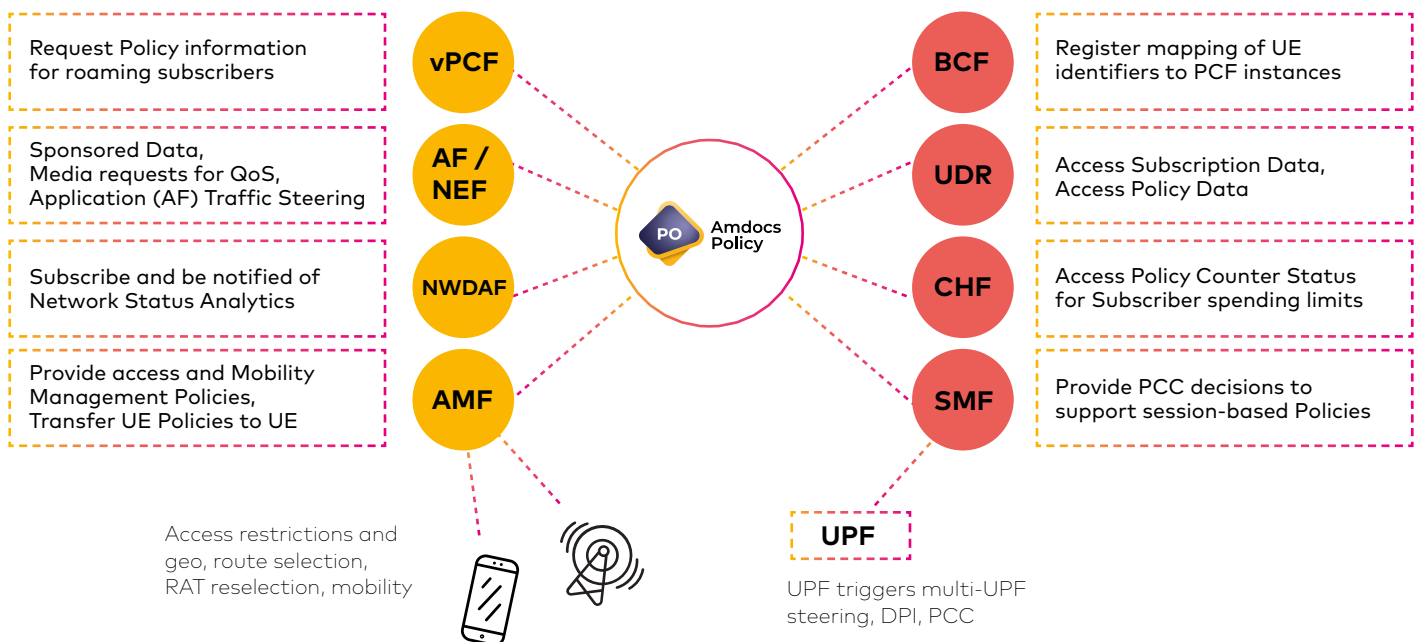 Request Policy information
for roaming subscribers
vPCF
Sponsored Data,
Media requests for QoS,
Application (AF) Traffic Steering
AF /
NEF
Subscribe and be notified of
Network Status Analytics
NWDAF
Provide access and Mobility
Management Policies,
Transfer UE Policies to UE
AMF
Access restrictions and
geo, route selection,
RAT reselection, mobility
PO
Amdocs
Policy
BCF
Register mapping of UE
identifiers to PCF instances
UDR
Access Subscription Data,
Access Policy Data
CHF
Access Policy Counter Status
for Subscriber spending limits
SMF
Provide PCC decisions to
support session-based Policies
UPF
UPF triggers multi-UPF
steering, DPI, PCC